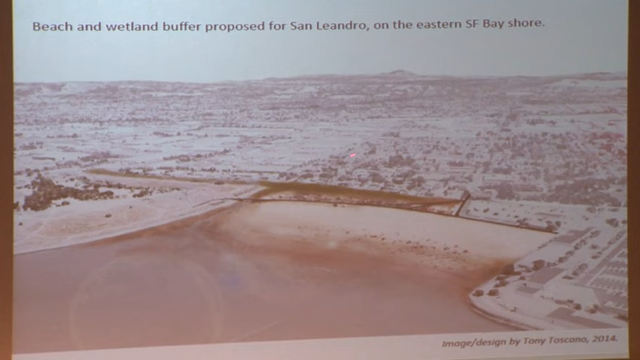 Beach and wetland buffer proposed for San Leandro, on the eastern SF Bay shore.
Image/design by Tony Toscano, 2014.